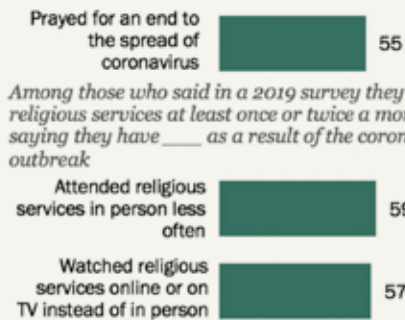 Prayed for an end to
the spread of
coronavirus
55
Among those who said in a 2019 survey they
religious services at least once or twice a
saying they have ___ as a result of the
outbreak
Attended religious
services in person less
often
59
Watched religious
services online or on
TV instead of in person
57